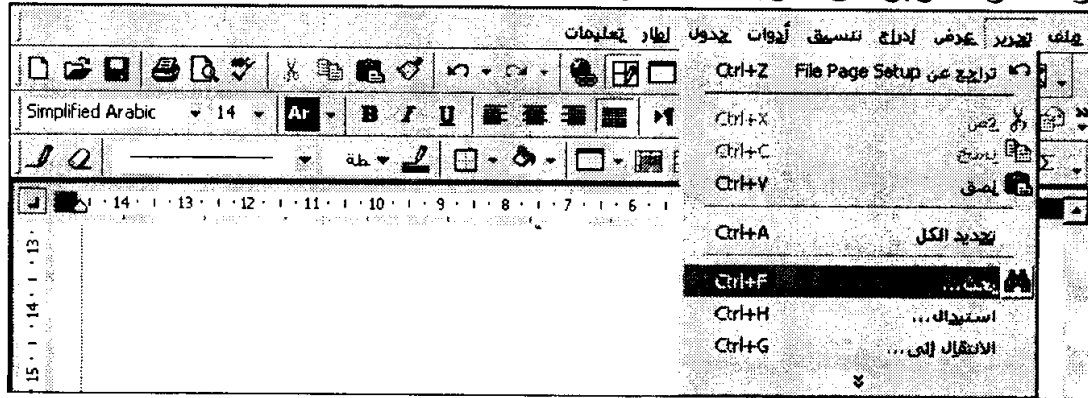 ملف تحرير عرض إدراج تنسيق أدوات جدول إطار تعليمات
تراجع عن File Page Setup Ctrl+Z
قص Ctrl+X
نسخ Ctrl+C
لصق Ctrl+V
تحديد الكل Ctrl+A
بحث... Ctrl+F
استبدال... Ctrl+H
الانتقال إلى... Ctrl+G
Simplified Arabic 14 Ar B I U
14 13 12 11 10 9 8 7 6
13
14
15